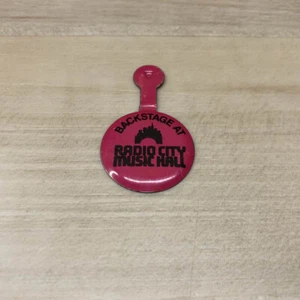 BACKSTAGE AT
RADIO CITY
MUSIC HALL